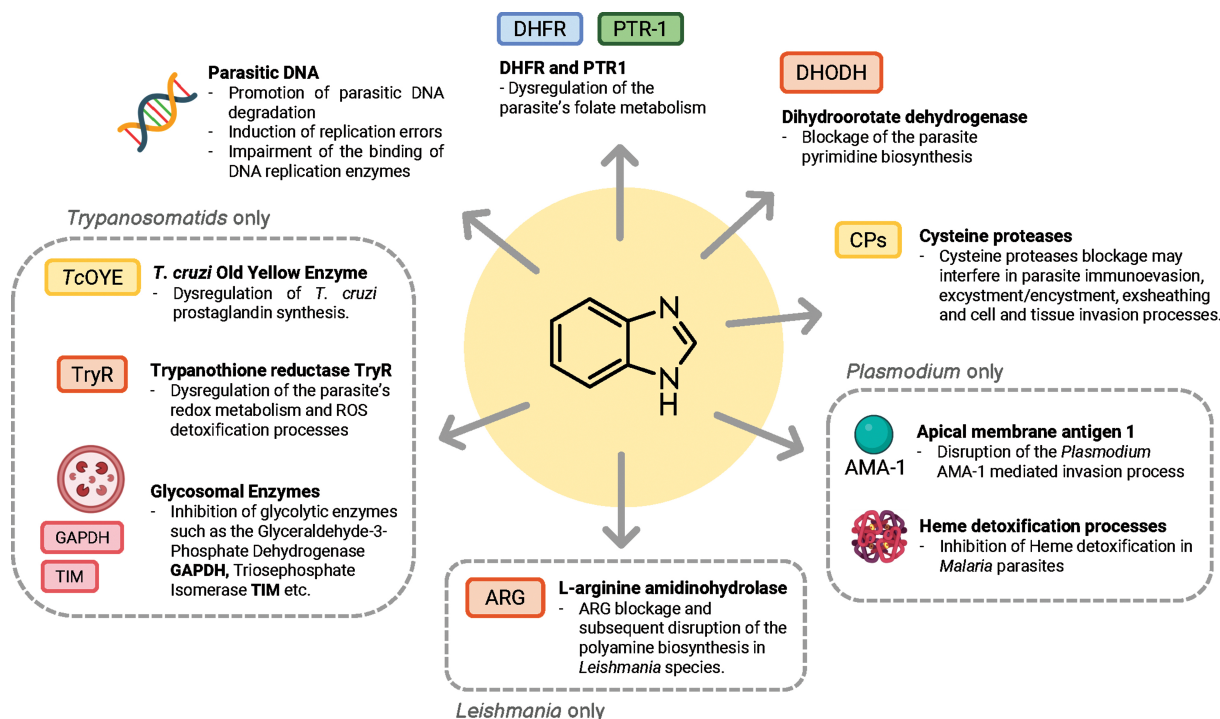 DHFR
PTR-1
DHFR and PTR1
- Dysregulation of the
parasite's folate metabolism
Parasitic DNA
- Promotion of parasitic DNA
degradation
- Induction of replication errors
- Impairment of the binding of
DNA replication enzymes
DHODH
Dihydroorotate dehydrogenase
- Blockage of the parasite
pyrimidine biosynthesis
CPs
Cysteine proteases
- Cysteine proteases blockage may
interfere in parasite immunoevasion,
excystment/encystment, exsheathing
and cell and tissue invasion processes.
Trypanosomatids only
TcOYE
T. cruzi Old Yellow Enzyme
- Dysregulation of T. cruzi
prostaglandin synthesis.
TryR
Trypanothione reductase TryR
- Dysregulation of the parasite's
redox metabolism and ROS
detoxification processes
Glycosomal Enzymes
- Inhibition of glycolytic enzymes
such as the Glyceraldehyde-3-
Phosphate Dehydrogenase
GAPDH, Triosephosphate
Isomerase TIM etc.
GAPDH
TIM
N
N
H
Plasmodium only
AMA-1
Apical membrane antigen 1
- Disruption of the Plasmodium
AMA-1 mediated invasion process
Heme detoxification processes
- Inhibition of Heme detoxification in
Malaria parasites
ARG
L-arginine amidinohydrolase
- ARG blockage and
subsequent disruption of the
polyamine biosynthesis in
Leishmania species.
Leishmania only